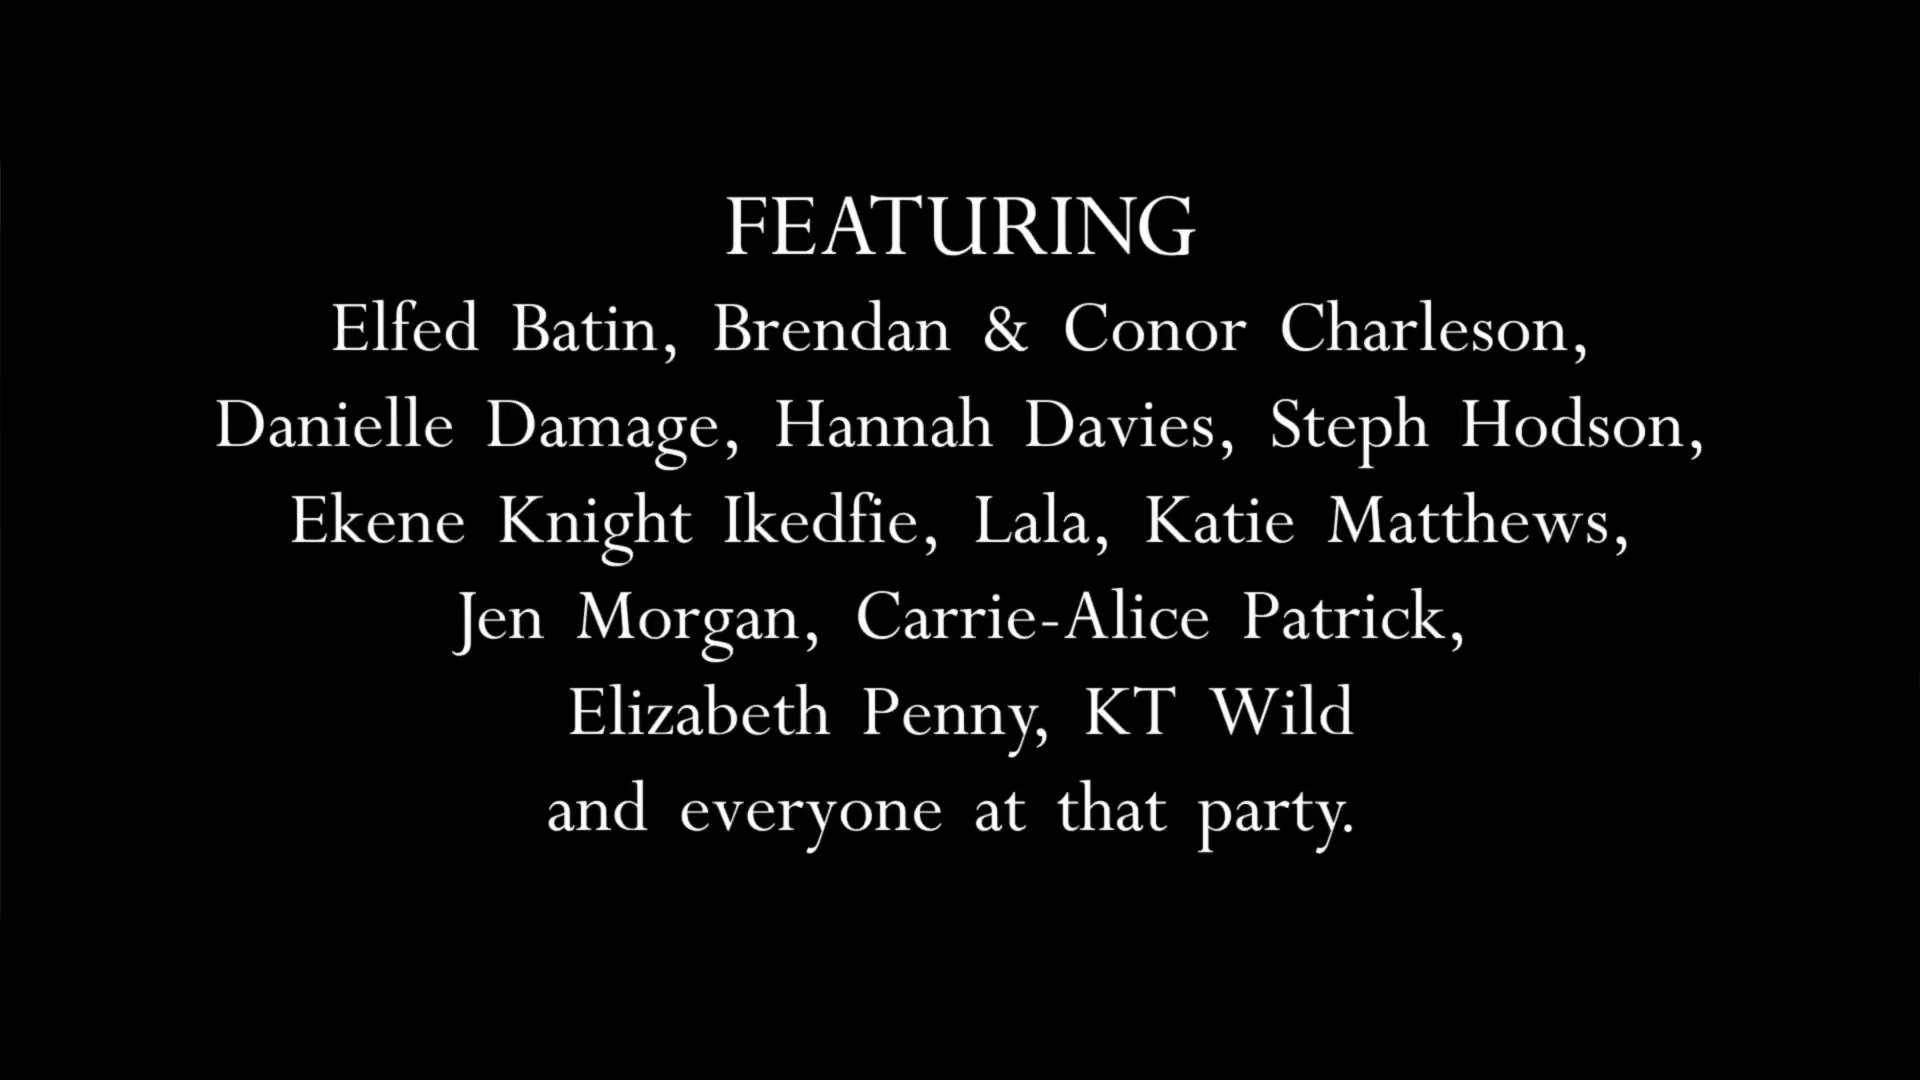 FEATURING
Elfed Batin, Brendan & Conor Charleson,
Danielle Damage, Hannah Davies, Steph Hodson,
Ekene Knight Ikedfie, Lala, Katie Matthews,
Jen Morgan, Carrie-Alice Patrick,
Elizabeth Penny, KT Wild
and everyone at that party.